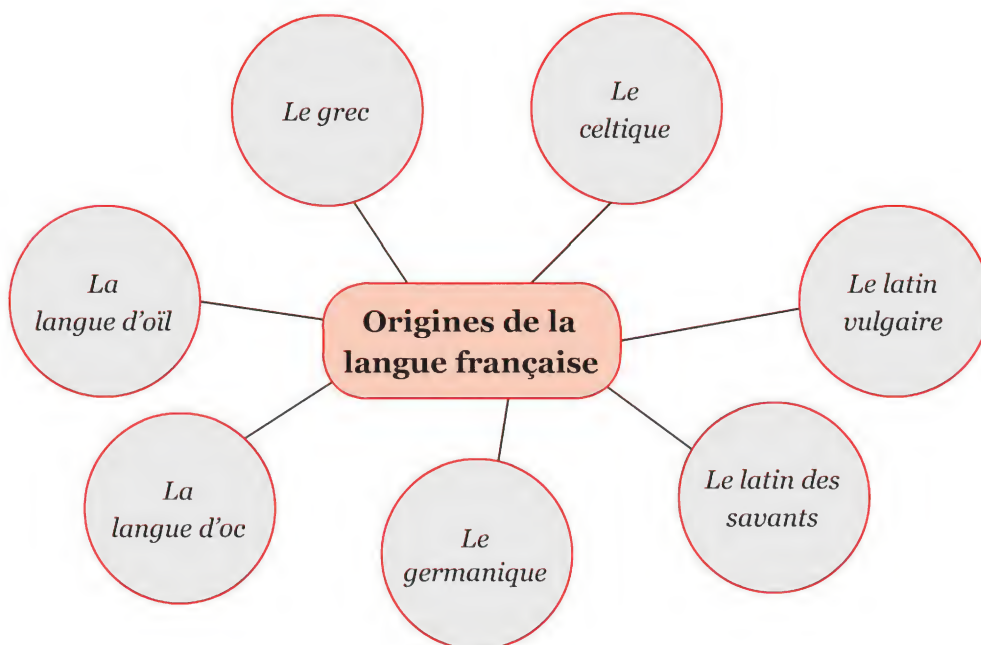 Le grec
Le
celtique
La
langue d'oïl
Origines de la
langue française
Le latin
vulgaire
La
langue d'oc
Le
germanique
Le latin des
savants